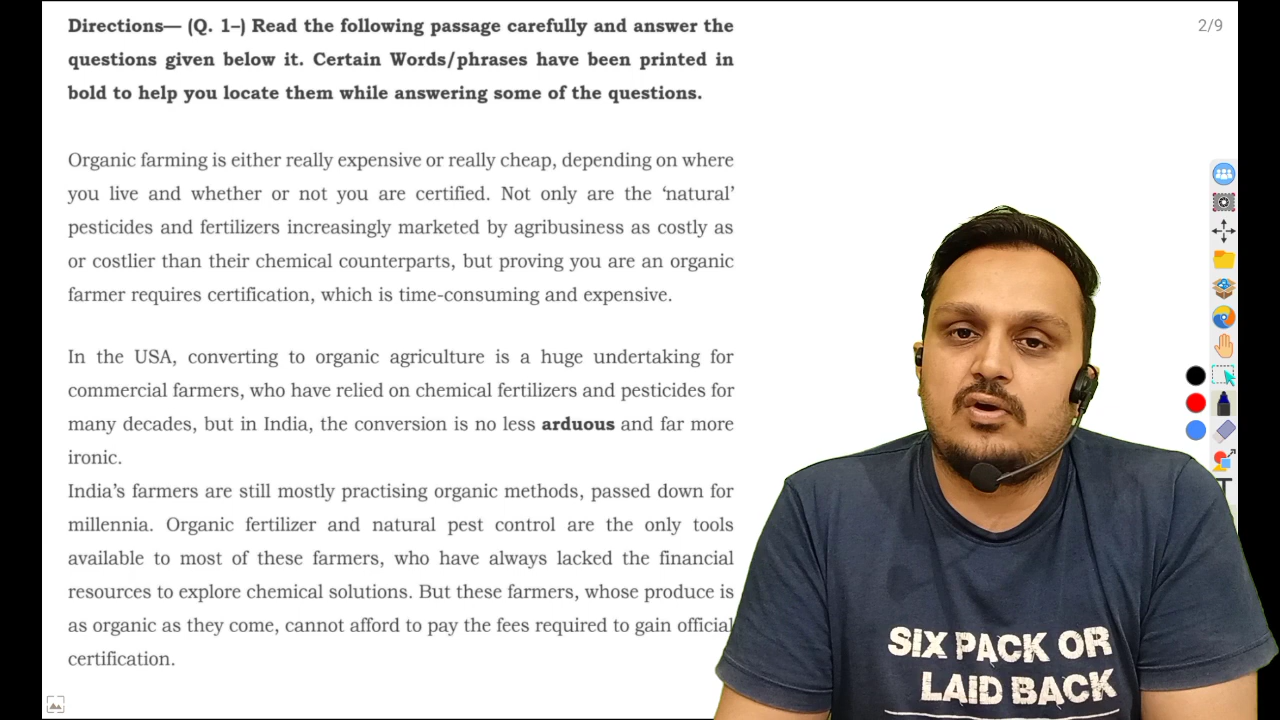 Directions— (Q. 1–) Read the following passage carefully and answer the
questions given below it. Certain Words/phrases have been printed in
bold to help you locate them while answering some of the questions.
2/9
Organic farming is either really expensive or really cheap, depending on where
you live and whether or not you are certified. Not only are the ‘natural’
pesticides and fertilizers increasingly marketed by agribusiness as costly as
or costlier than their chemical counterparts, but proving you are an organic
farmer requires certification, which is time-consuming and expensive.
In the USA, converting to organic agriculture is a huge undertaking for
commercial farmers, who have relied on chemical fertilizers and pesticides for
many decades, but in India, the conversion is no less arduous and far more
ironic.
India’s farmers are still mostly practising organic methods, passed down for
millennia. Organic fertilizer and natural pest control are the only tools
available to most of these farmers, who have always lacked the financial
resources to explore chemical solutions. But these farmers, whose produce is
as organic as they come, cannot afford to pay the fees required to gain official
certification.
SIX PACK OR
LAID BACK